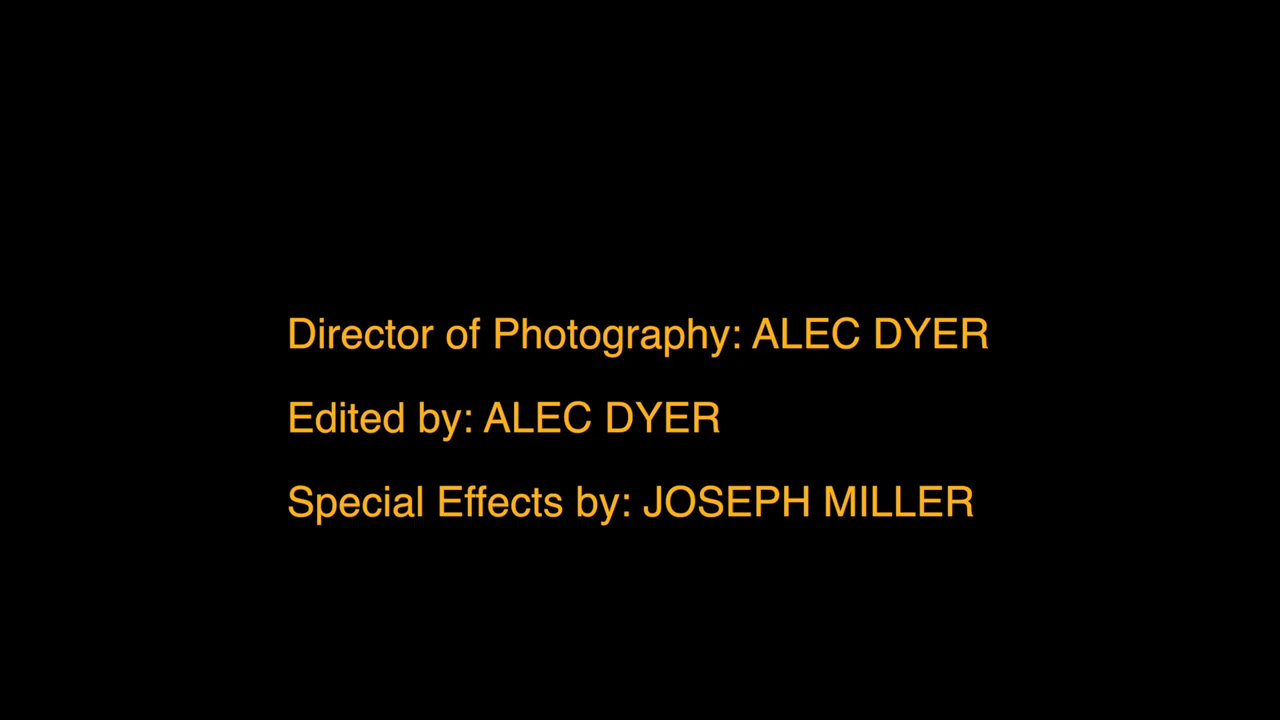 Director of Photography: ALEC DYER
Edited by: ALEC DYER
Special Effects by: JOSEPH MILLER